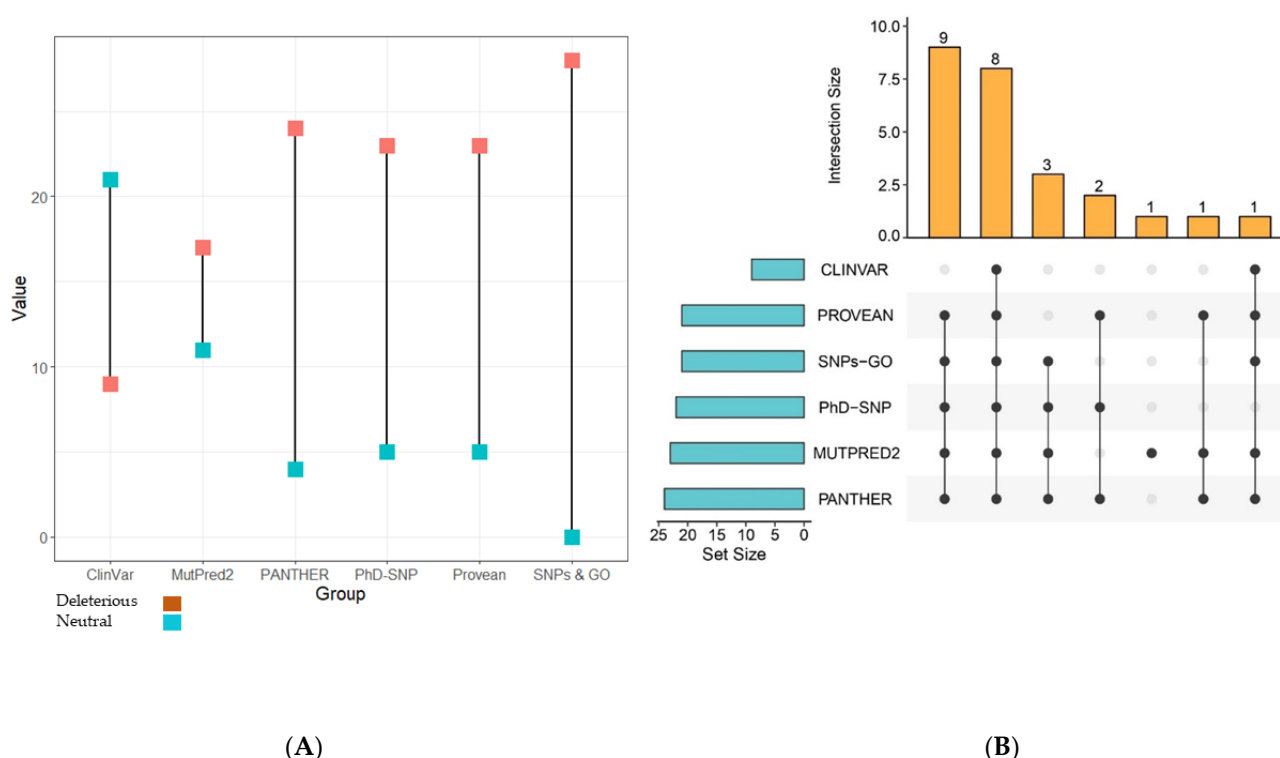 Value
20
10
0
ClinVar MutPred2 PANTHER PhD-SNP Provean SNPs & GO
Group
Deleterious
Neutral
(A)
Intersection Size
10.0
7.5
5.0
2.5
0.0
9 8 3 2 1 1 1
CLINVAR
PROVEAN
SNPs−GO
PhD−SNP
MUTPRED2
PANTHER
25 20 15 10 5 0
Set Size
(B)